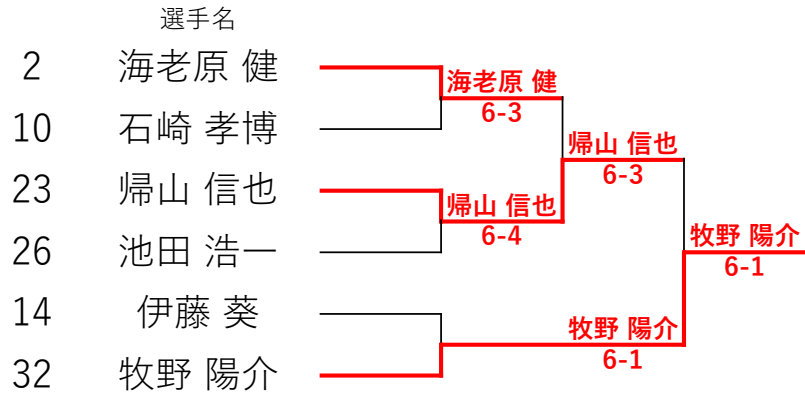 選手名
2 海老原 健
10 石崎 孝博
23 帰山 信也
26 池田 浩一
14 伊藤 葵
32 牧野 陽介
海老原 健
6-3
帰山 信也
6-4
帰山 信也
6-3
牧野 陽介
6-1
牧野 陽介
6-1